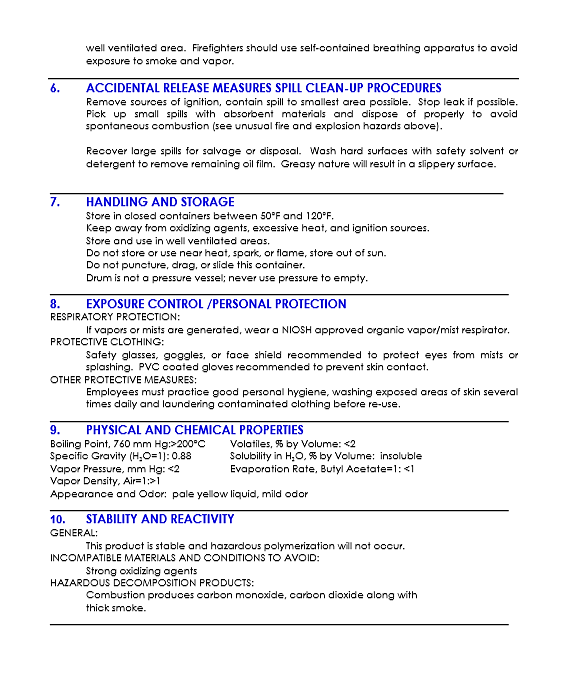 well ventilated area.  Firefighters should use self-contained breathing apparatus to avoid
exposure to smoke and vapor.
6. ACCIDENTAL RELEASE MEASURES SPILL CLEAN-UP PROCEDURES
Remove sources of ignition, contain spill to smallest area possible.  Stop leak if possible.
Pick up small spills with absorbent materials and dispose of properly to avoid
spontaneous combustion (see unusual fire and explosion hazards above).
Recover large spills for salvage or disposal.  Wash hard surfaces with safety solvent or
detergent to remove remaining oil film.  Greasy nature will result in a slippery surface.
7. HANDLING AND STORAGE
Store in closed containers between 50°F and 120°F.
Keep away from oxidizing agents, excessive heat, and ignition sources.
Store and use in well ventilated areas.
Do not store or use near heat, spark, or flame, store out of sun.
Do not puncture, drag, or slide this container.
Drum is not a pressure vessel; never use pressure to empty.
8. EXPOSURE CONTROL /PERSONAL PROTECTION
RESPIRATORY PROTECTION:
If vapors or mists are generated, wear a NIOSH approved organic vapor/mist respirator.
PROTECTIVE CLOTHING:
Safety glasses, goggles, or face shield recommended to protect eyes from mists or
splashing.  PVC coated gloves recommended to prevent skin contact.
OTHER PROTECTIVE MEASURES:
Employees must practice good personal hygiene, washing exposed areas of skin several
times daily and laundering contaminated clothing before re-use.
9. PHYSICAL AND CHEMICAL PROPERTIES
Boiling Point, 760 mm Hg:>200°C Volatiles, % by Volume: <2
Specific Gravity (H₂O=1): 0.88 Solubility in H₂O, % by Volume:  insoluble
Vapor Pressure, mm Hg: <2 Evaporation Rate, Butyl Acetate=1: <1
Vapor Density, Air=1:>1
Appearance and Odor:  pale yellow liquid, mild odor
10. STABILITY AND REACTIVITY
GENERAL:
This product is stable and hazardous polymerization will not occur.
INCOMPATIBLE MATERIALS AND CONDITIONS TO AVOID:
Strong oxidizing agents
HAZARDOUS DECOMPOSITION PRODUCTS:
Combustion produces carbon monoxide, carbon dioxide along with
thick smoke.